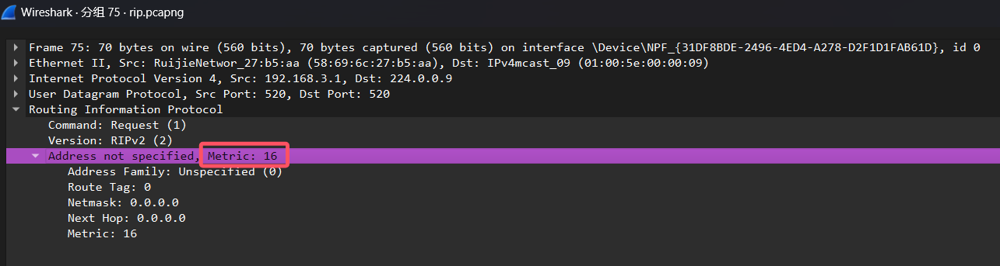 Wireshark · 分组 75 · rip.pcapng
Frame 75: 70 bytes on wire (560 bits), 70 bytes captured (560 bits) on interface \Device\NPF_{31DF8BDE-2496-4ED4-A278-D2F1D1FAB61D}, id 0
Ethernet II, Src: RuijieNetwor_27:b5:aa (58:69:6c:27:b5:aa), Dst: IPv4mcast_09 (01:00:5e:00:00:09)
Internet Protocol Version 4, Src: 192.168.3.1, Dst: 224.0.0.9
User Datagram Protocol, Src Port: 520, Dst Port: 520
Routing Information Protocol
Command: Request (1)
Version: RIPv2 (2)
Address not specified, Metric: 16
Address Family: Unspecified (0)
Route Tag: 0
Netmask: 0.0.0.0
Next Hop: 0.0.0.0
Metric: 16